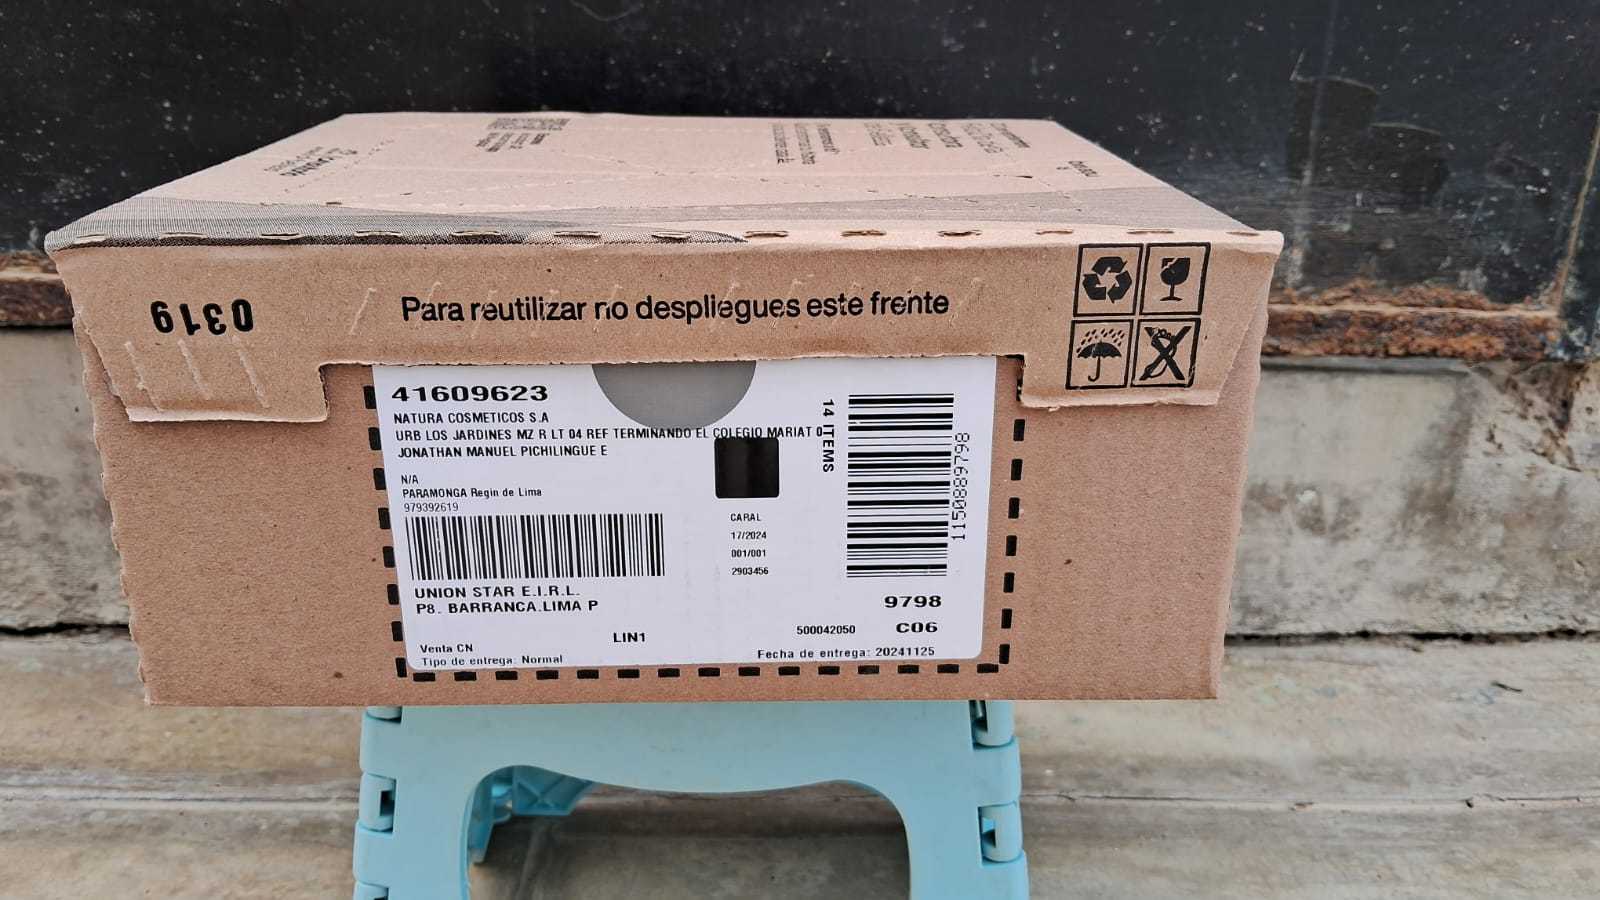 0319
Para reutilizar no despliegues este frente
41609623
NATURA COSMETICOS S.A
URB LOS JARDINES MZ R LT 04 REF TERMINANDO EL COLEGIO MARIAT 0
JONATHAN MANUEL PICHILINGUE E
N/A
PARAMONGA Regin de Lima
979392619
UNION STAR E.I.R.L.
P8. BARRANCA.LIMA P
LIN1
Venta CN
Tipo de entrega: Normal
CARAL
17/2024
001/001
2903456
14 ITEMS
1150889798
9798
500042050 C06
Fecha de entrega: 20241125